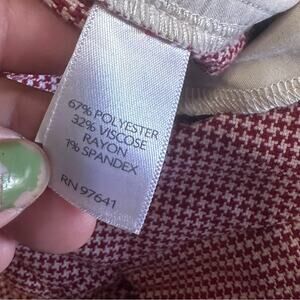 67% POLYESTER
32% VISCOSE
RAYON
1% SPANDEX
RN 97641